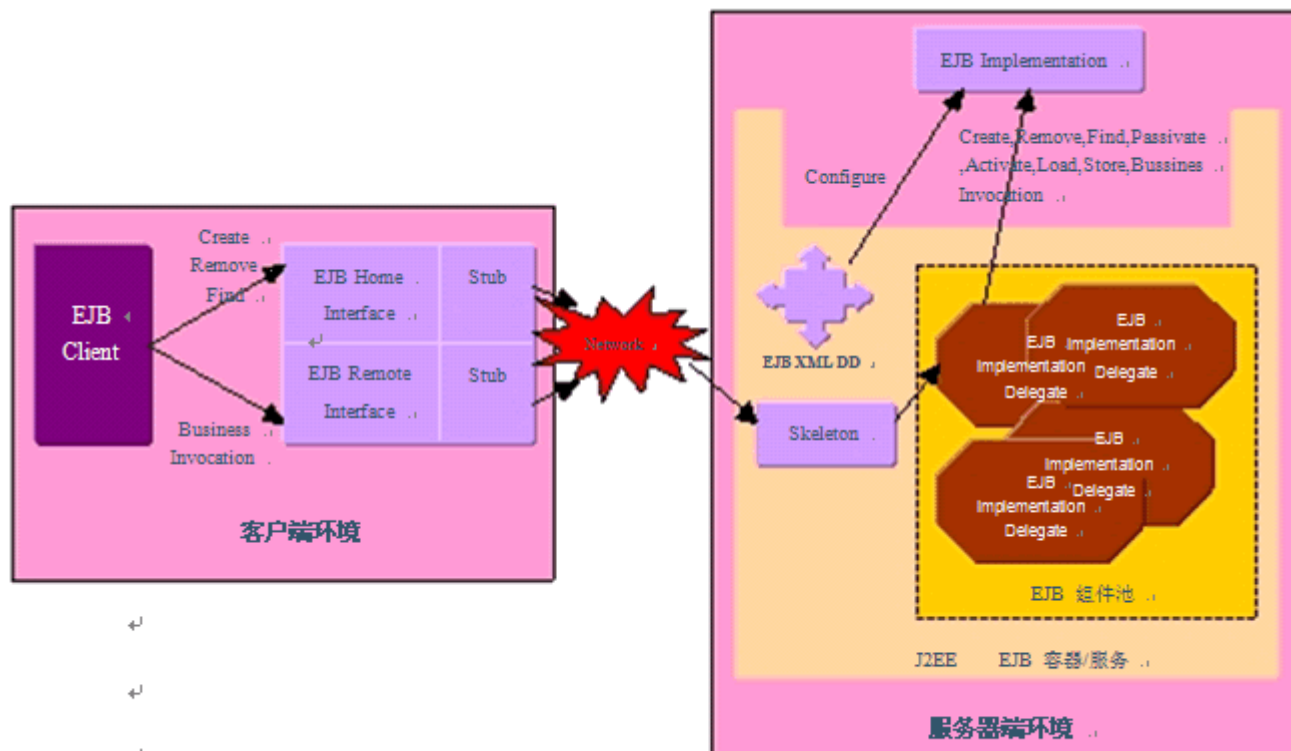 EJB Implementation
Create,Remove,Find,Passivate
,Activate,Load,Store,Bussines
Invocation
Configure
Create
Remove
Find
EJB
Client
EJB Home
Interface
Stub
EJB Remote
Interface
Stub
Business
Invocation
客户端环境
Network
EJB XML DD
Skeleton
EJB
Implementation
Delegate
EJB
Implementation
Delegate
EJB
Implementation
Delegate
EJB
Implementation
Delegate
EJB 组件池
J2EE EJB 容器/服务
服务器端环境